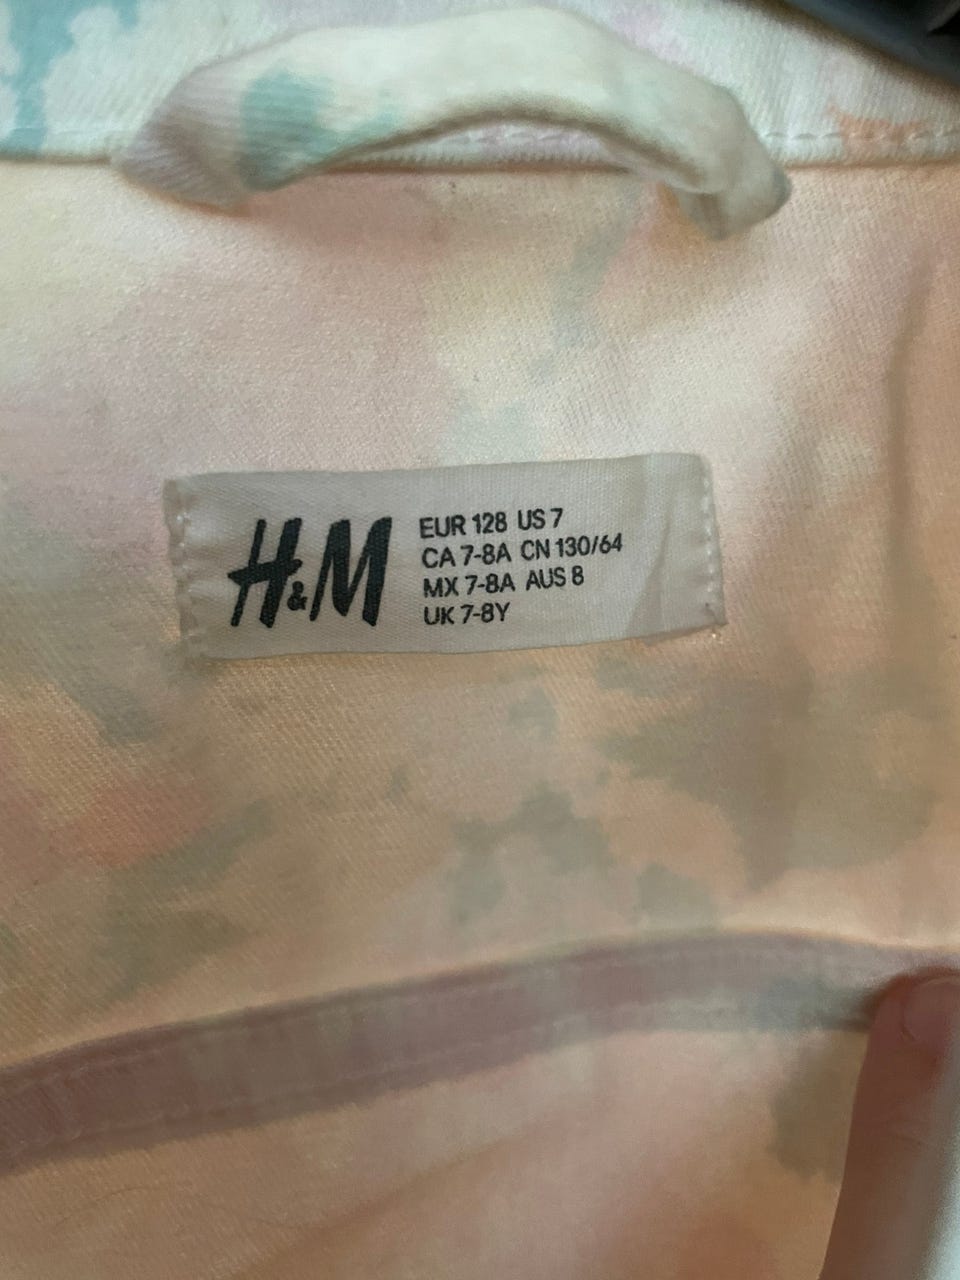 H&M
EUR 128 US 7
CA 7-8A CN 130/64
MX 7-8A AUS 8
UK 7-8Y